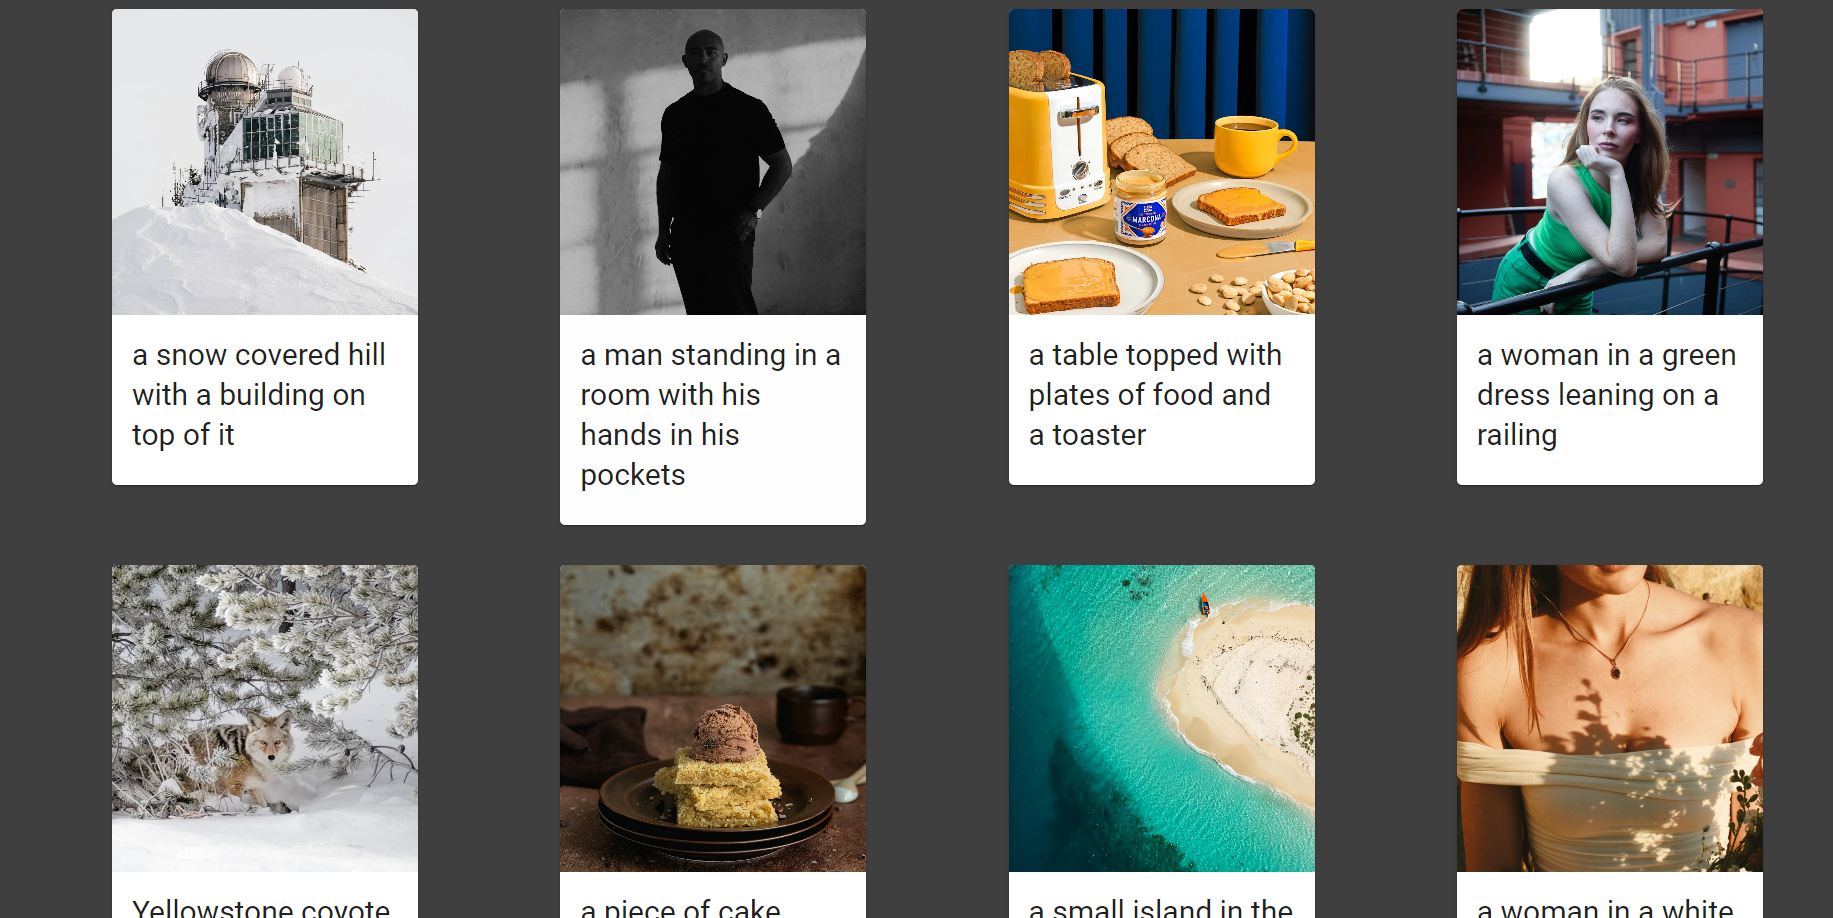 a snow covered hill
with a building on
top of it
a man standing in a
room with his
hands in his
pockets
a table topped with
plates of food and
a toaster
a woman in a green
dress leaning on a
railing
MARCONA
Yellowstone coyote
a piece of cake
a small island in the
a woman in a white